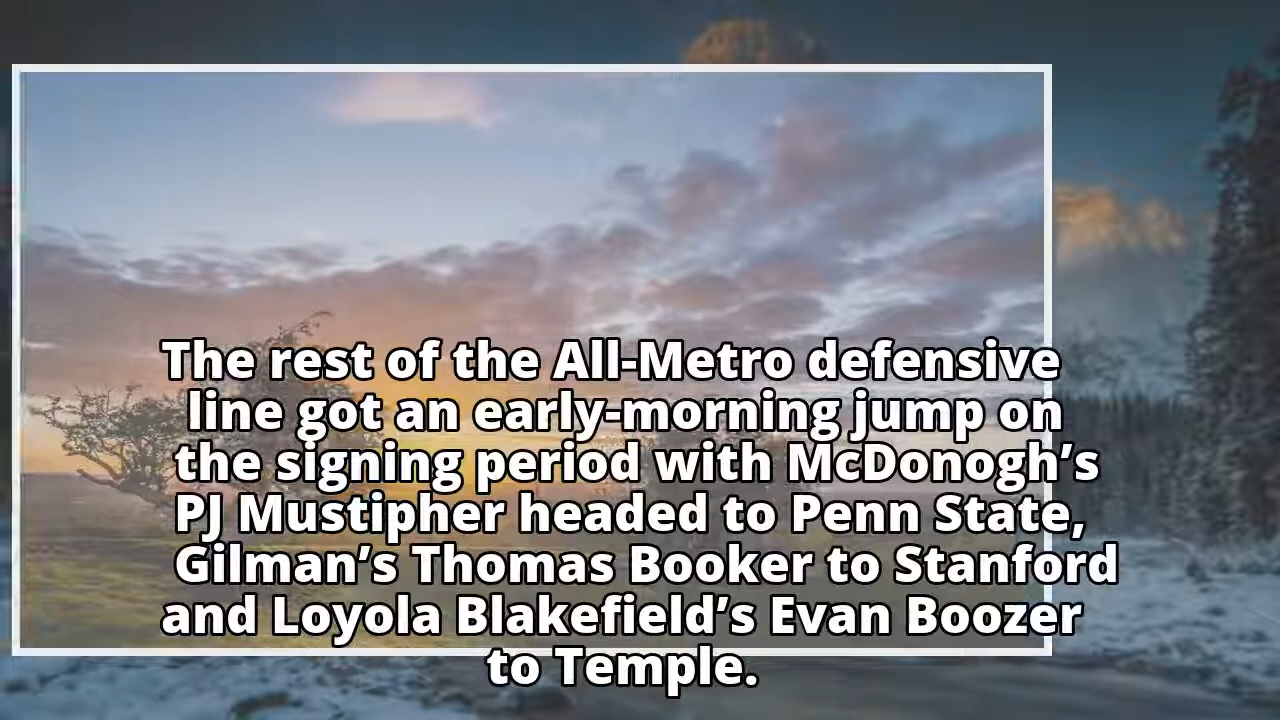 The rest of the All-Metro defensive
line got an early-morning jump on
the signing period with McDonogh’s
PJ Mustipher headed to Penn State,
Gilman’s Thomas Booker to Stanford
and Loyola Blakefield’s Evan Boozer
to Temple.